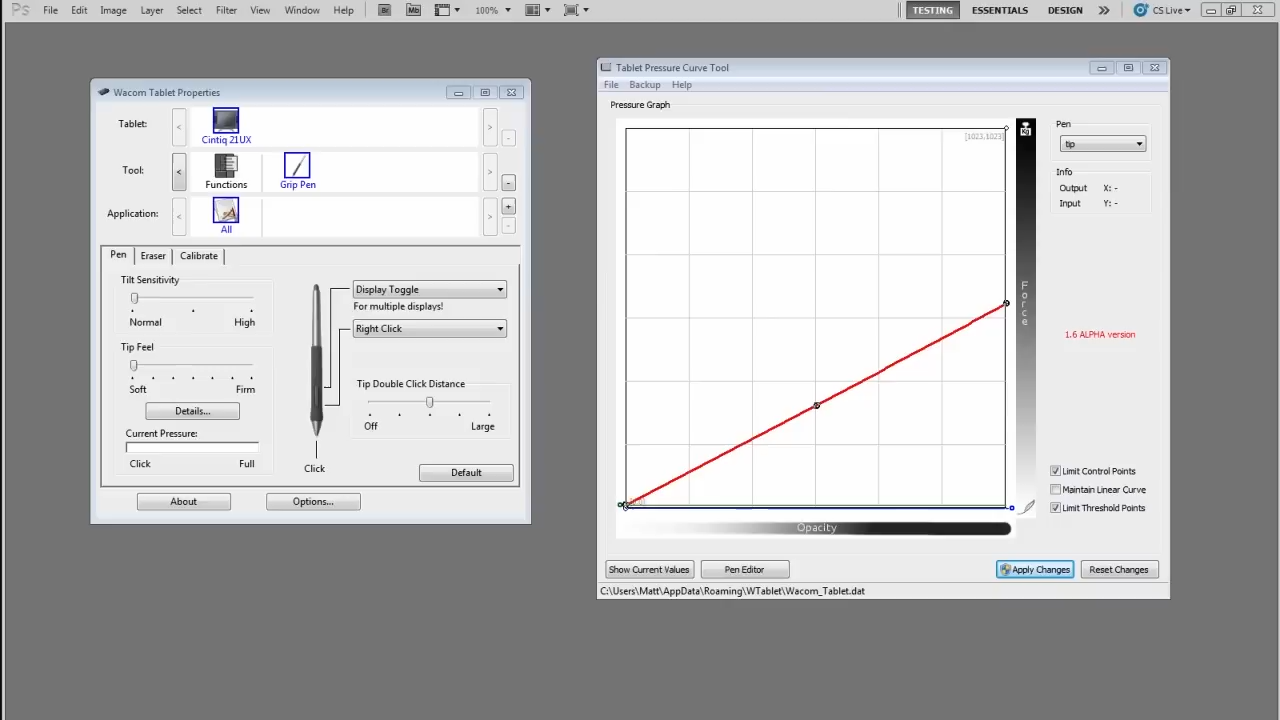 Ps File Edit Image Layer Select Filter View Window Help Br Mb 100% TESTING ESSENTIALS DESIGN CS Live
Wacom Tablet Properties
Tablet:
Cintiq 21UX
Tool:
Functions
Grip Pen
Application:
All
Pen Eraser Calibrate
Tilt Sensitivity
Normal High
Tip Feel
Soft Firm
Details...
Current Pressure:
Click Full
Click
Display Toggle
For multiple displays!
Right Click
Tip Double Click Distance
Off Large
Default
About Options...
Tablet Pressure Curve Tool
File Backup Help
Pressure Graph
[1023.1023]
Kg
Force
Opacity
Pen
tip
Info
Output X: -
Input Y: -
1.6 ALPHA version
Limit Control Points
Maintain Linear Curve
Limit Threshold Points
Show Current Values Pen Editor Apply Changes Reset Changes
C:\Users\Matt\AppData\Roaming\WTablet\Wacom_Tablet.dat